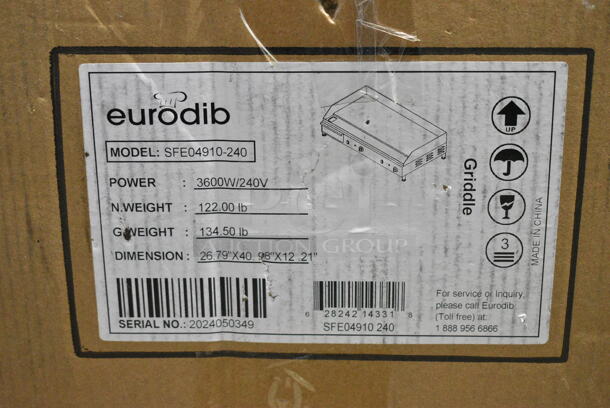 eurodib
MODEL: SFE04910-240
POWER : 3600W/240V
N.WEIGHT : 122.00 lb
G.WEIGHT : 134.50 lb
DIMENSION : 26.79"X40.98"X12.21"
SERIAL NO.: 2024050349
6 28242 14331 8
SFE04910 240
Griddle
UP
3
MADE IN CHINA
For service or Inquiry,
please call Eurodib
(Toll free) at:
1 888 956 6866
AUCTION GROUP